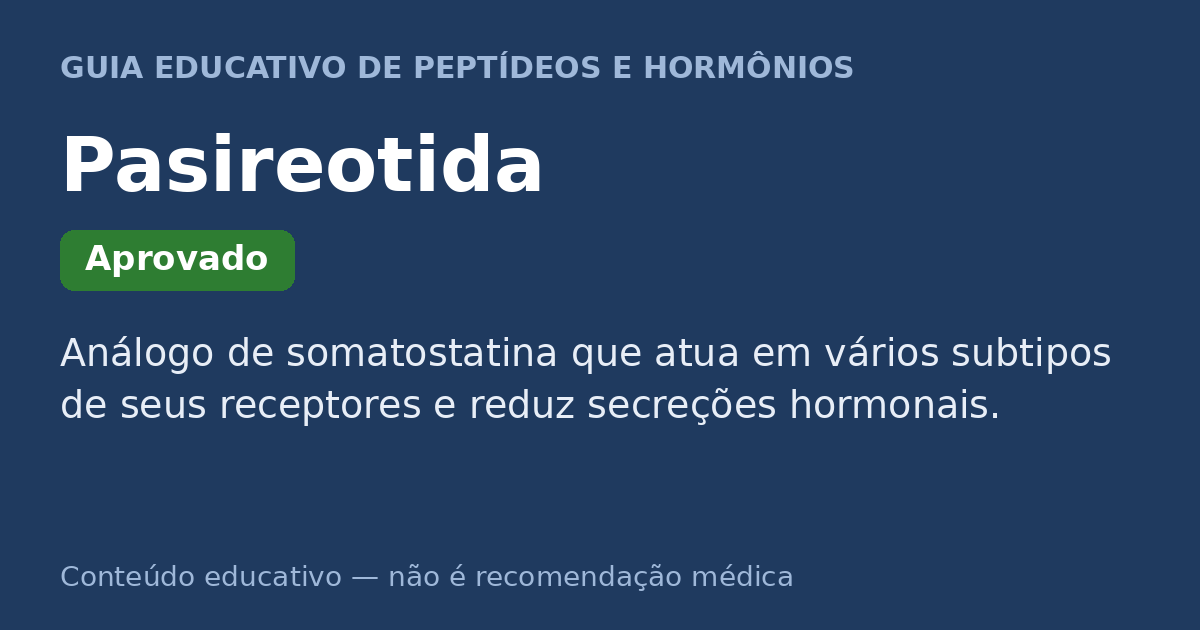 GUIA EDUCATIVO DE PEPTÍDEOS E HORMÔNIOS
Pasireotida
Aprovado
Análogo de somatostatina que atua em vários subtipos
de seus receptores e reduz secreções hormonais.
Conteúdo educativo — não é recomendação médica